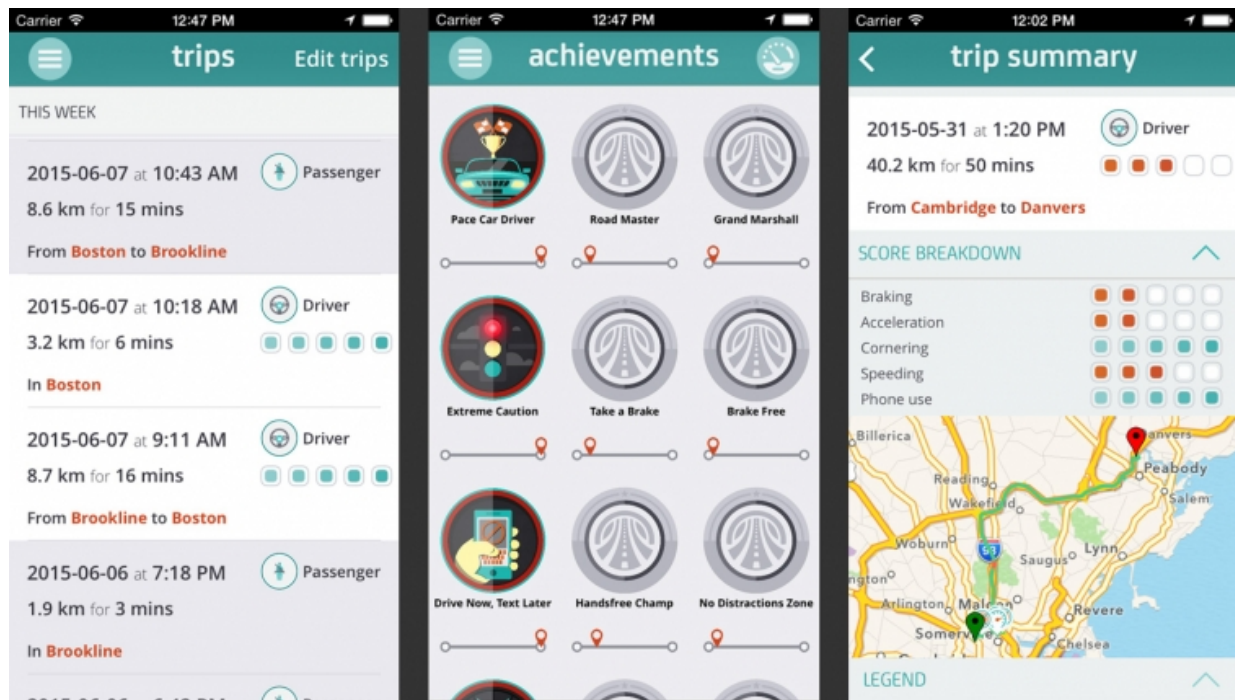 Carrier 12:47 PM
trips Edit trips
THIS WEEK
2015-06-07 at 10:43 AM Passenger
8.6 km for 15 mins
From Boston to Brookline
2015-06-07 at 10:18 AM Driver
3.2 km for 6 mins
In Boston
2015-06-07 at 9:11 AM Driver
8.7 km for 16 mins
From Brookline to Boston
2015-06-06 at 7:18 PM Passenger
1.9 km for 3 mins
In Brookline
Carrier 12:47 PM
achievements
Pace Car Driver Road Master Grand Marshall
Extreme Caution Take a Brake Brake Free
Drive Now, Text Later Handsfree Champ No Distractions Zone
Carrier 12:02 PM
trip summary
2015-05-31 at 1:20 PM Driver
40.2 km for 50 mins
From Cambridge to Danvers
SCORE BREAKDOWN
Braking
Acceleration
Cornering
Speeding
Phone use
Billerica
Danvers
Peabody
Reading
Salem
Wakefield
Woburn
93
Lynn
Saugus
Arlington
Revere
Chelsea
LEGEND